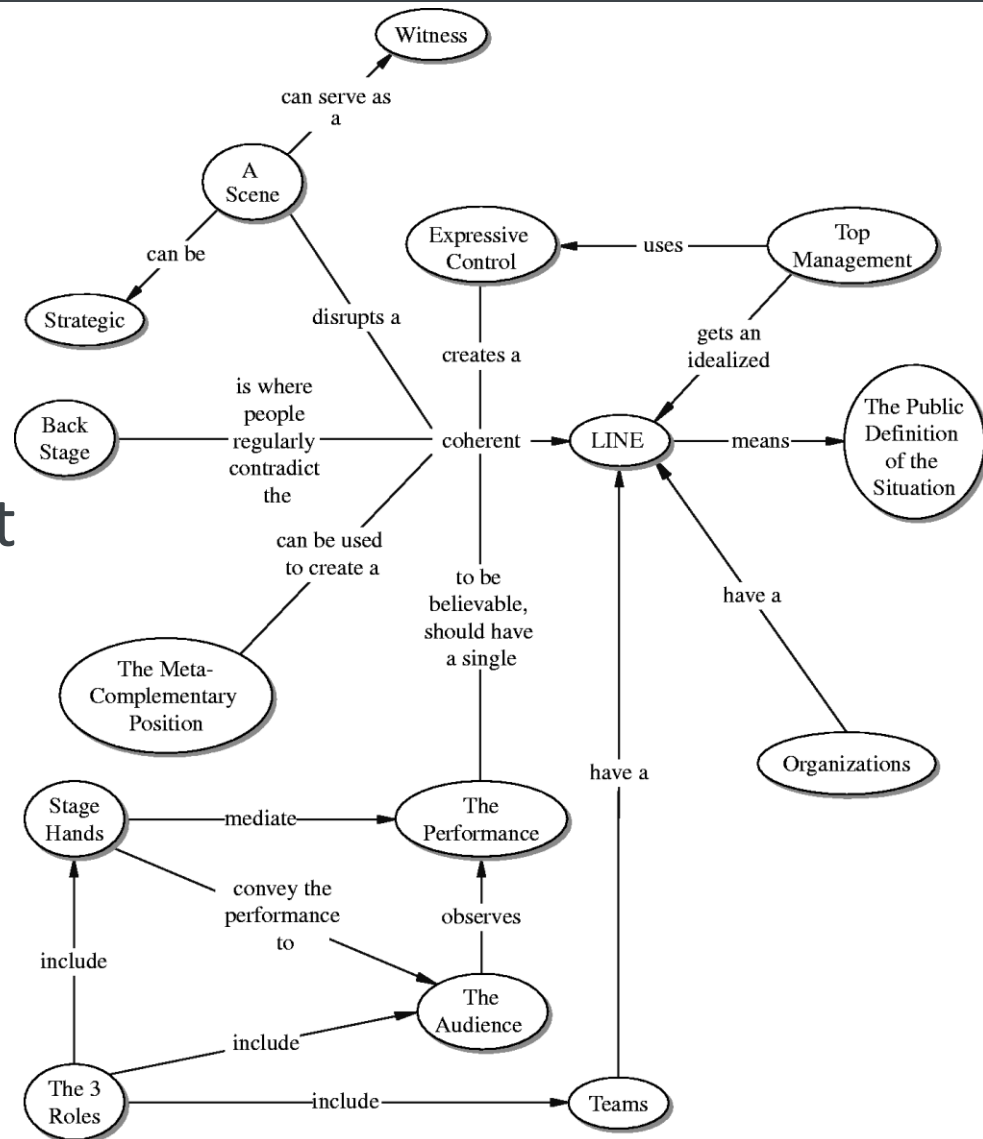 Witness
can serve as
a
A
Scene
can be
Strategic
disrupts a
Expressive
Control
uses
Top
Management
creates a
gets an
idealized
is where
people
regularly
contradict
the
Back
Stage
coherent
LINE
means
The Public
Definition
of the
Situation
t
can be used
to create a
to be
believable,
should have
a single
have a
The Meta-
Complementary
Position
Organizations
have a
Stage
Hands
mediate
The
Performance
convey the
performance
to
observes
include
The
Audience
include
The 3
Roles
include
Teams